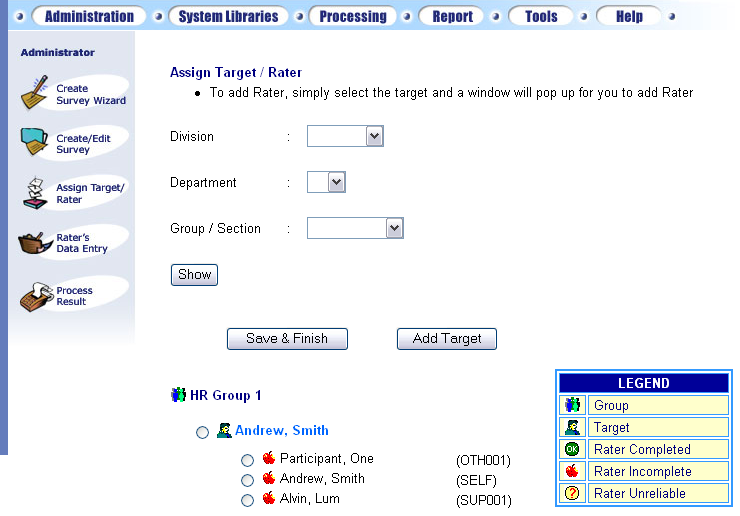 Administration System Libraries Processing Report Tools Help
Administrator
Create
Survey Wizard
Create/Edit
Survey
Assign Target/
Rater
Rater's
Data Entry
Process
Result
Assign Target / Rater
• To add Rater, simply select the target and a window will pop up for you to add Rater
Division :
Department :
Group / Section :
Show
Save & Finish Add Target
HR Group 1
Andrew, Smith
Participant, One (OTH001)
Andrew, Smith (SELF)
Alvin, Lum (SUP001)
LEGEND
Group
Target
OK Rater Completed
Rater Incomplete
? Rater Unreliable